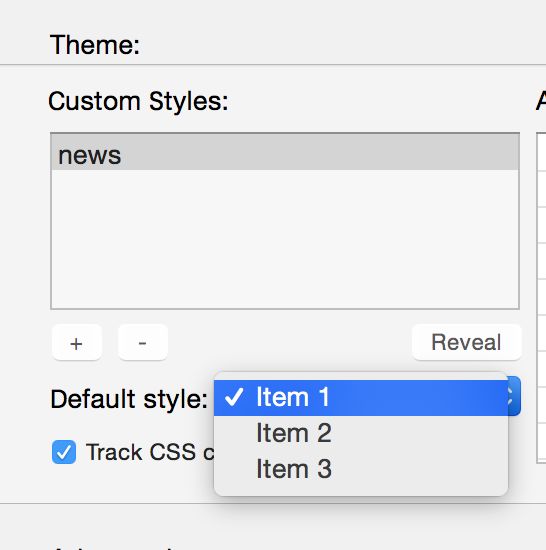 Theme:
Custom Styles:
news
+
-
Reveal
Default style:
Item 1
Item 2
Item 3
Track CSS